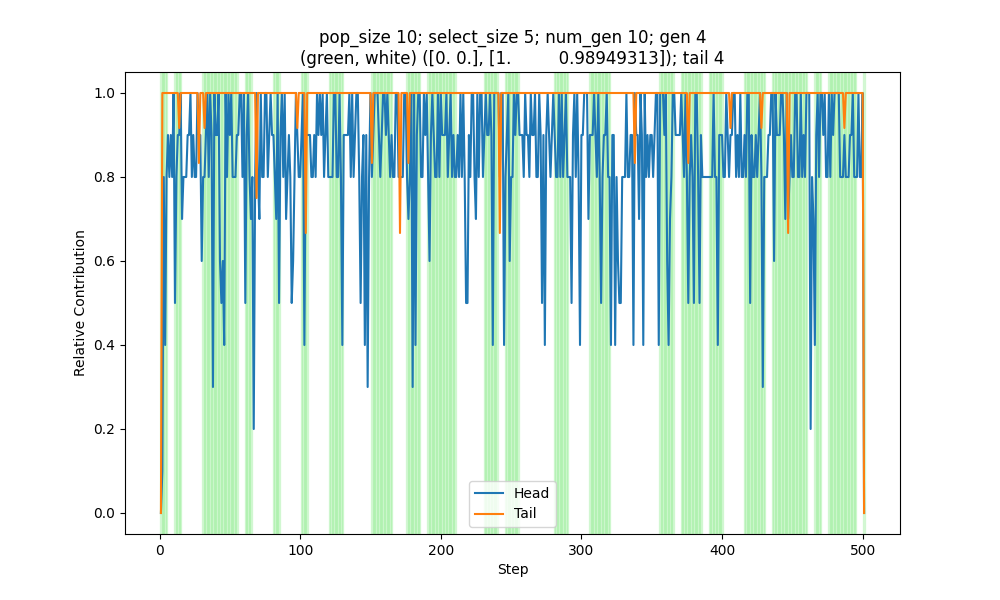 pop_size 10; select_size 5; num_gen 10; gen 4
(green, white) ([0. 0.], [1.          0.98949313]); tail 4
1.0
0.8
0.6
0.4
0.2
0.0
Relative Contribution
Head
Tail
0
100
200
300
400
500
Step